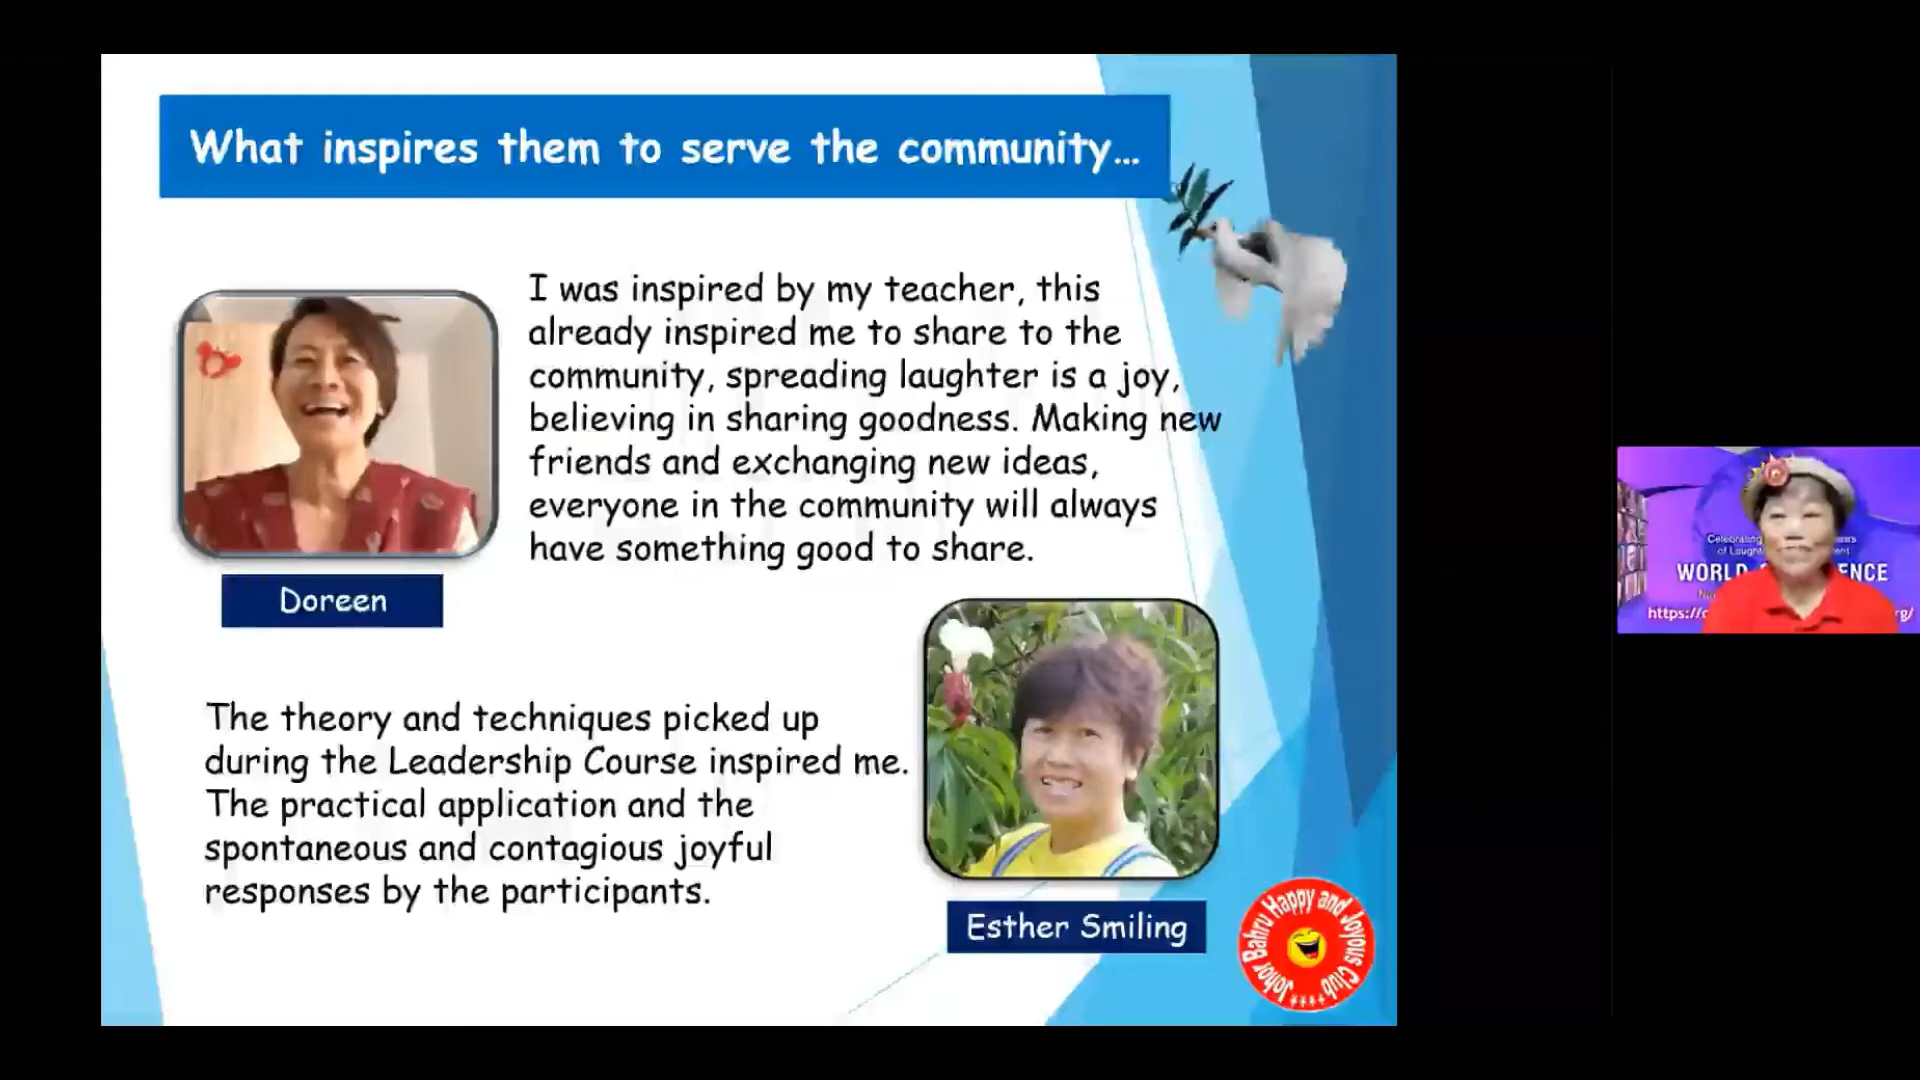 What inspires them to serve the community...
I was inspired by my teacher, this
already inspired me to share to the
community, spreading laughter is a joy,
believing in sharing goodness. Making new
friends and exchanging new ideas,
everyone in the community will always
have something good to share.
Doreen
The theory and techniques picked up
during the Leadership Course inspired me.
The practical application and the
spontaneous and contagious joyful
responses by the participants.
Esther Smiling
Johor Bahru Happy and Joyous Club
Celebrating
of Laught
WORLD ENCE
https://c rg/